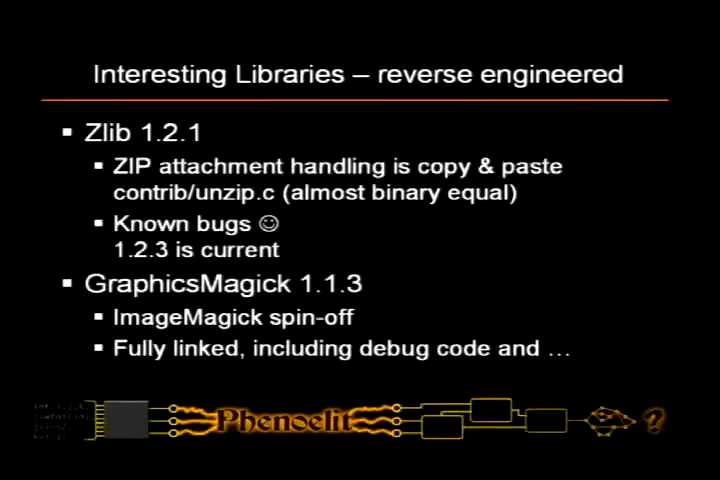 Interesting Libraries – reverse engineered
▪ Zlib 1.2.1
▪ ZIP attachment handling is copy & paste
contrib/unzip.c (almost binary equal)
▪ Known bugs ☺
1.2.3 is current
▪ GraphicsMagick 1.1.3
▪ ImageMagick spin-off
▪ Fully linked, including debug code and …
Phenoelit
?